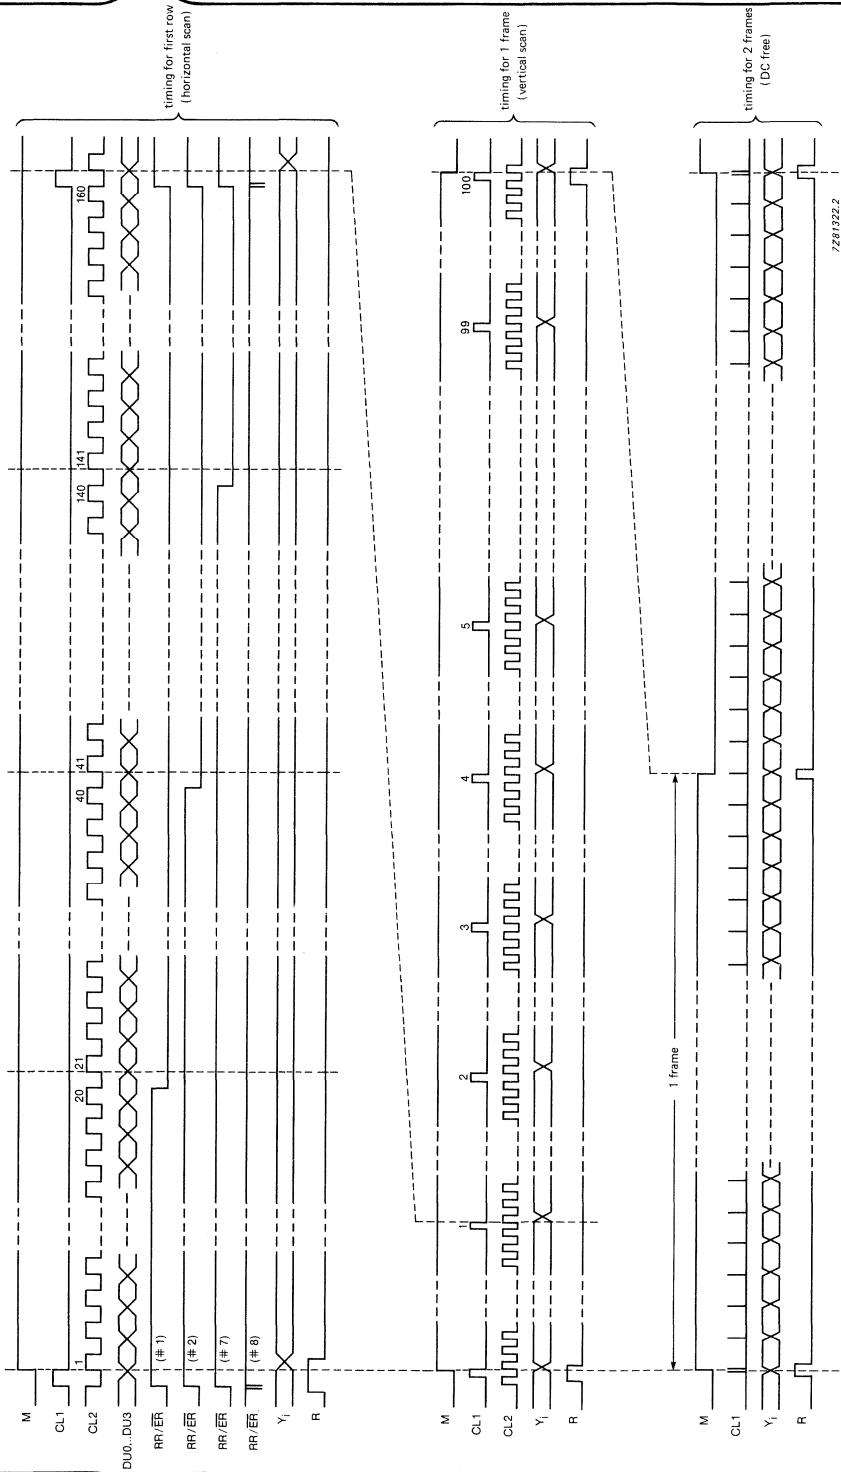 timing for first row
(horizontal scan)
M
CL1
CL2
DU0...DU3
RR/ER
RR/ER
RR/ER
RR/ER
Yi
R
1
20
21
40
41
140
141
160
(#1)
(#2)
(#7)
(#8)
timing for 1 frame
(vertical scan)
M
CL1
CL2
Yi
R
1
2
3
4
5
99
100
timing for 2 frames
(DC free)
1 frame
M
CL1
Yi
R
7Z81322.2